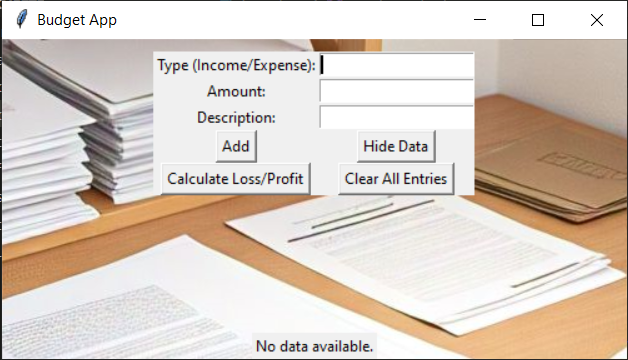 Budget App
Type (Income/Expense):
Amount:
Description:
Add Hide Data
Calculate Loss/Profit Clear All Entries
No data available.